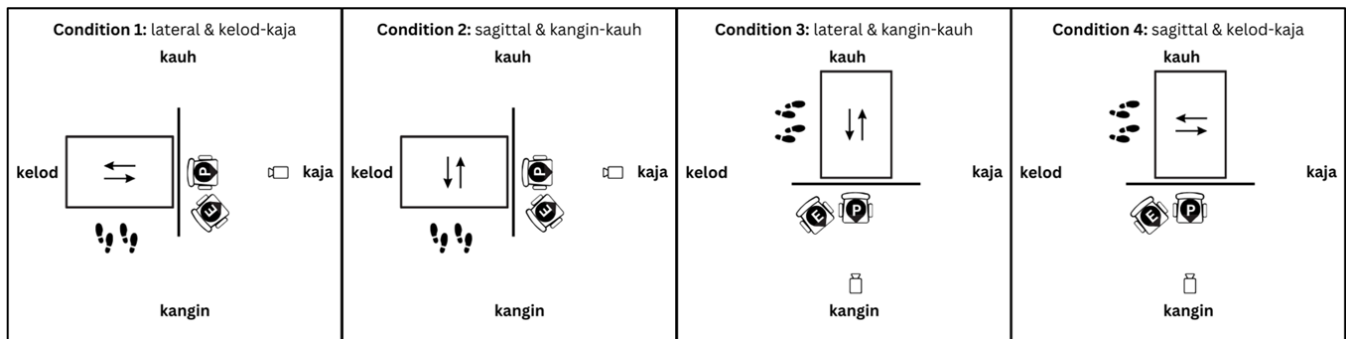 Condition 1: lateral & kelod-kaja
kauh
kelod
P
kaja
E
kangin
Condition 2: sagittal & kangin-kauh
kauh
kelod
P
kaja
E
kangin
Condition 3: lateral & kangin-kauh
kauh
kelod
kaja
E
P
kangin
Condition 4: sagittal & kelod-kaja
kauh
kelod
kaja
E
P
kangin